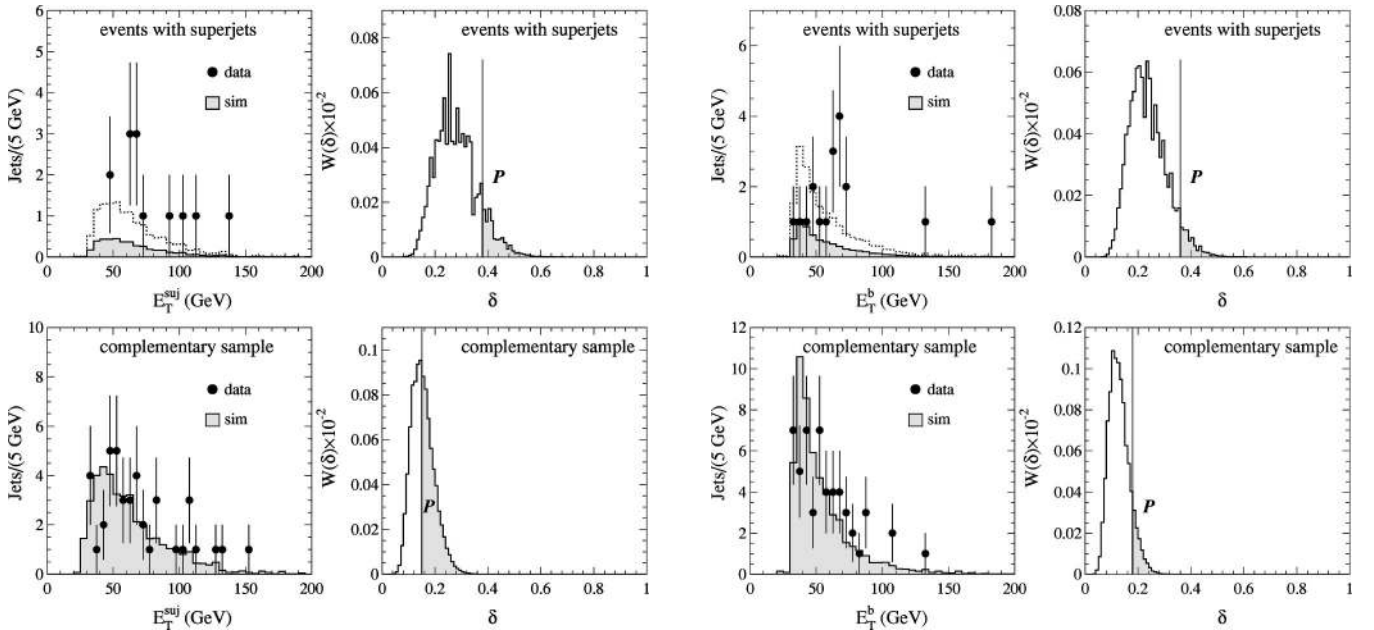 events with superjets
data
sim
Jets/(5 GeV)
6
5
4
3
2
1
0
50
100
150
200
E_T^suj (GeV)
events with superjets
W(δ)×10⁻²
0.08
0.06
0.04
0.02
0
P
0
0.2
0.4
0.6
0.8
1
δ
events with superjets
data
sim
Jets/(5 GeV)
6
4
2
0
0
50
100
150
200
E_T^b (GeV)
events with superjets
W(δ)×10⁻²
0.08
0.06
0.04
0.02
0
P
0
0.2
0.4
0.6
0.8
1
δ
complementary sample
data
sim
Jets/(5 GeV)
10
8
6
4
2
0
0
50
100
150
200
E_T^suj (GeV)
complementary sample
W(δ)×10⁻²
0.1
0.08
0.06
0.04
0.02
0
P
0
0.2
0.4
0.6
0.8
1
δ
complementary sample
data
sim
Jets/(5 GeV)
12
10
8
6
4
2
0
0
50
100
150
200
E_T^b (GeV)
complementary sample
W(δ)×10⁻²
0.12
0.1
0.08
0.06
0.04
0.02
0
P
0
0.2
0.4
0.6
0.8
1
δ